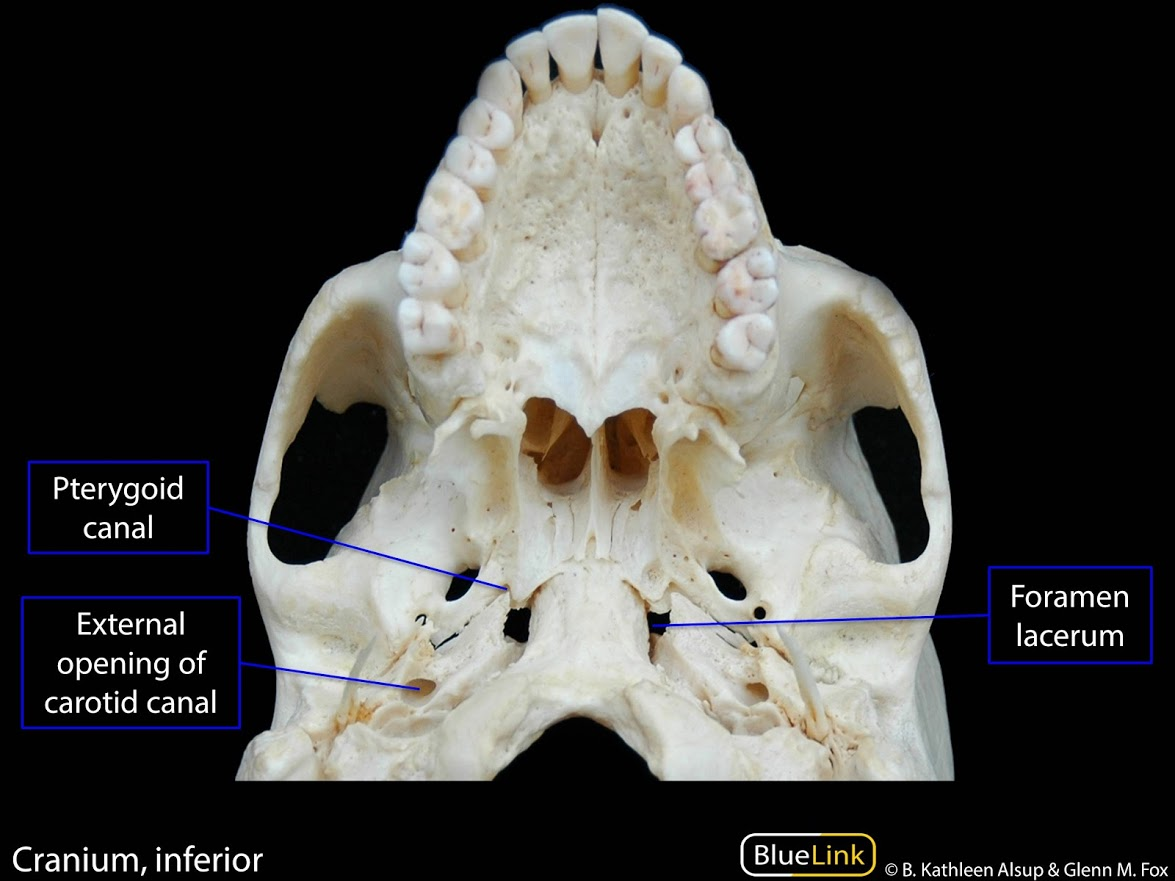 Pterygoid
canal
External
opening of
carotid canal
Foramen
lacerum
Cranium, inferior
BlueLink
© B. Kathleen Alsup & Glenn M. Fox